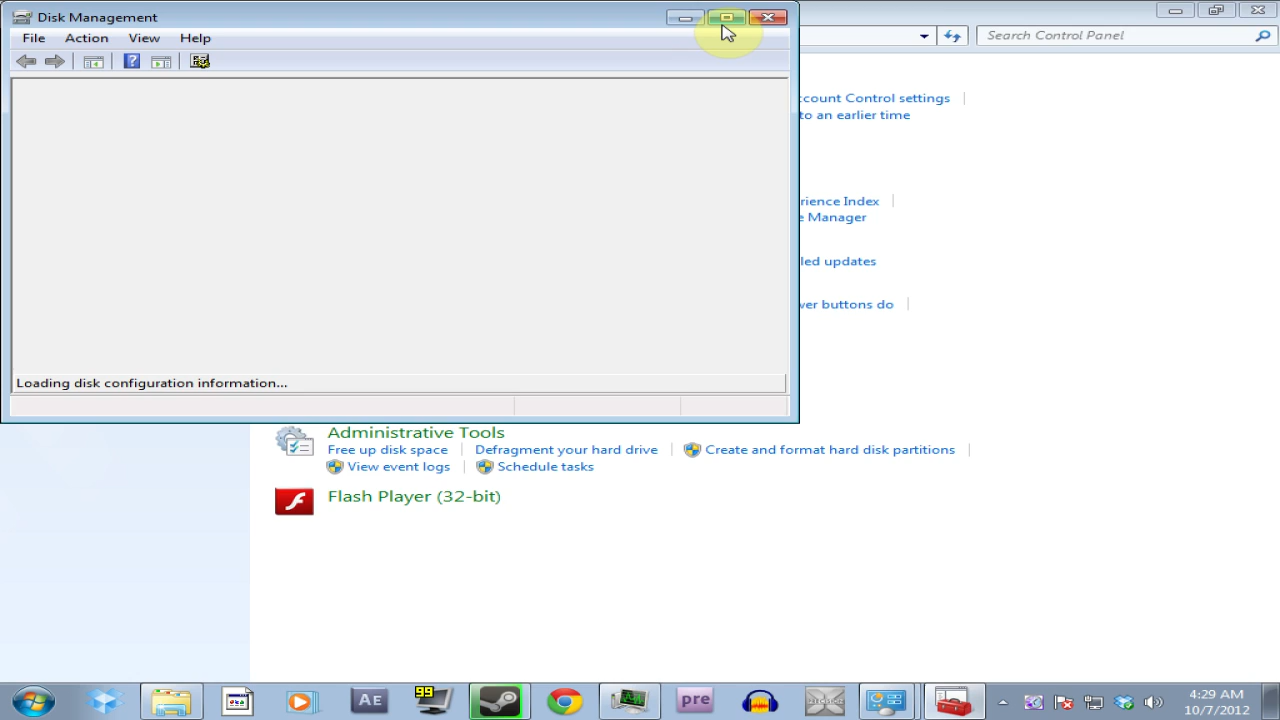 Disk Management
File Action View Help
Search Control Panel
ccount Control settings
to an earlier time
rience Index
e Manager
led updates
ver buttons do
Loading disk configuration information...
Administrative Tools
Free up disk space Defragment your hard drive Create and format hard disk partitions
View event logs Schedule tasks
Flash Player (32-bit)
AE 99 pre
4:29 AM
10/7/2012